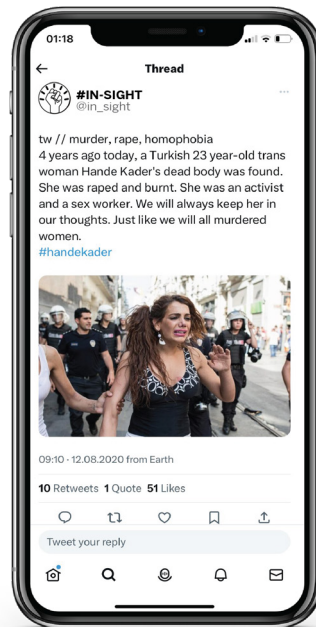 01:18
Thread
#IN-SIGHT
@in_sight
tw // murder, rape, homophobia
4 years ago today, a Turkish 23 year-old trans
woman Hande Kader's dead body was found.
She was raped and burnt. She was an activist
and a sex worker. We will always keep her in
our thoughts. Just like we will all murdered
women.
#handekader
09:10 · 12.08.2020 from Earth
10 Retweets 1 Quote 51 Likes
Tweet your reply